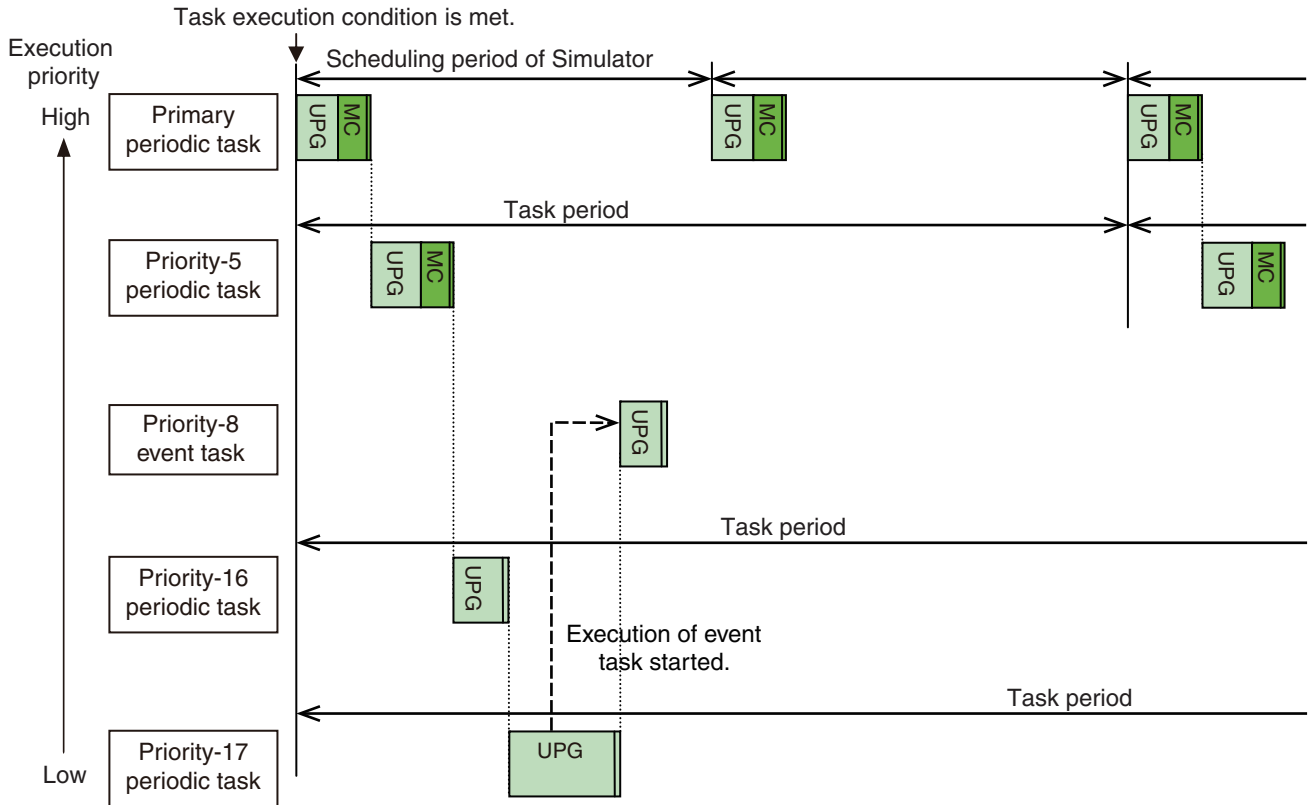 Task execution condition is met.
Execution
priority
Scheduling period of Simulator
High
Primary
periodic task
UPG
MC
UPG
MC
UPG
MC
Task period
Priority-5
periodic task
UPG
MC
UPG
MC
Priority-8
event task
UPG
Task period
Priority-16
periodic task
UPG
Execution of event
task started.
Task period
Low
Priority-17
periodic task
UPG